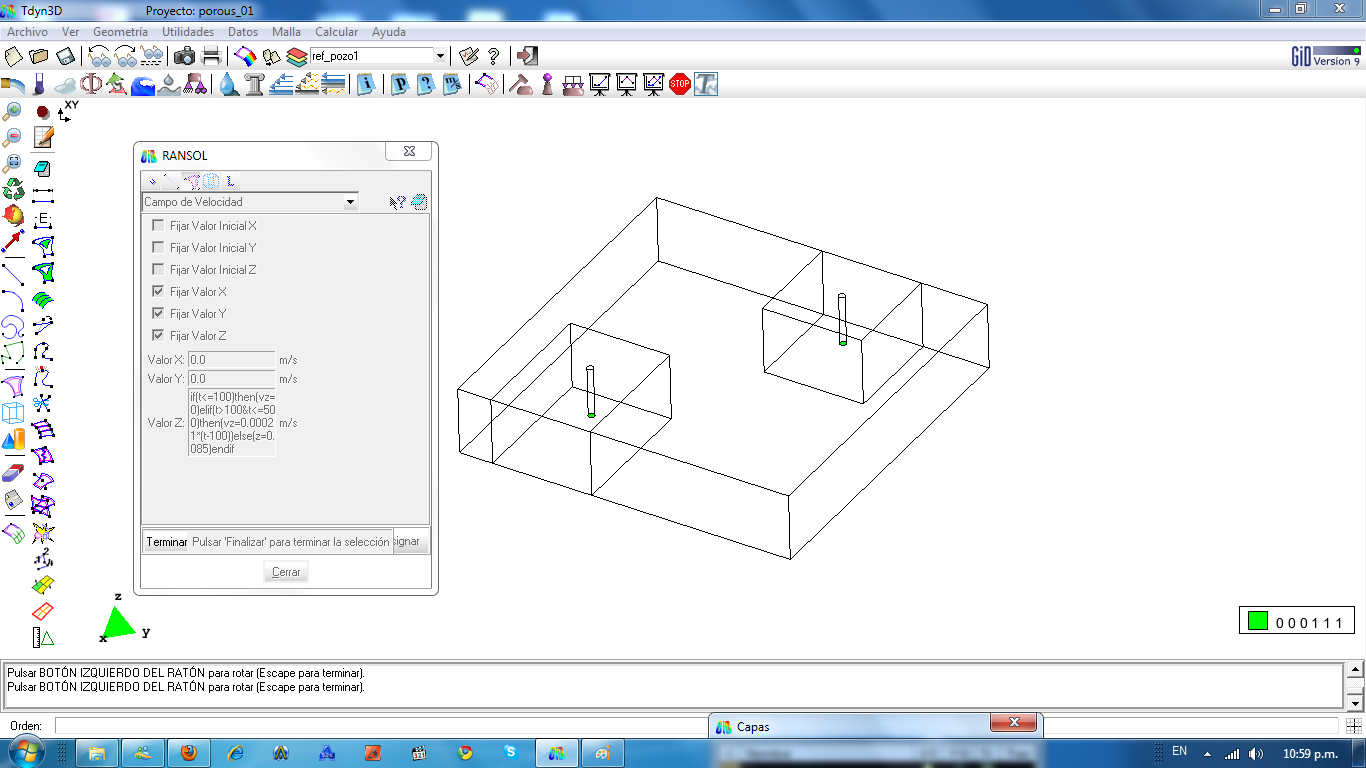 Tdyn3D Proyecto: porous_01
Archivo Ver Geometría Utilidades Datos Malla Calcular Ayuda
ref_pozo1
GiD Version 9
XY
RANSOL
Campo de Velocidad
Fijar Valor Inicial X
Fijar Valor Inicial Y
Fijar Valor Inicial Z
Fijar Valor X
Fijar Valor Y
Fijar Valor Z
Valor X: 0.0 m/s
Valor Y: 0.0 m/s
if(t<=100)then(vz=
0)elif(t>100&t<=50
Valor Z: 0)then(vz=0.0002 m/s
1*(t-100))else(z=0.
085)endif
Terminar Pulsar 'Finalizar' para terminar la selección signar
Cerrar
z
x y
0 0 0 1 1 1
Pulsar BOTÓN IZQUIERDO DEL RATÓN para rotar (Escape para terminar).
Pulsar BOTÓN IZQUIERDO DEL RATÓN para rotar (Escape para terminar).
Orden:
Capas
EN 10:59 p.m.